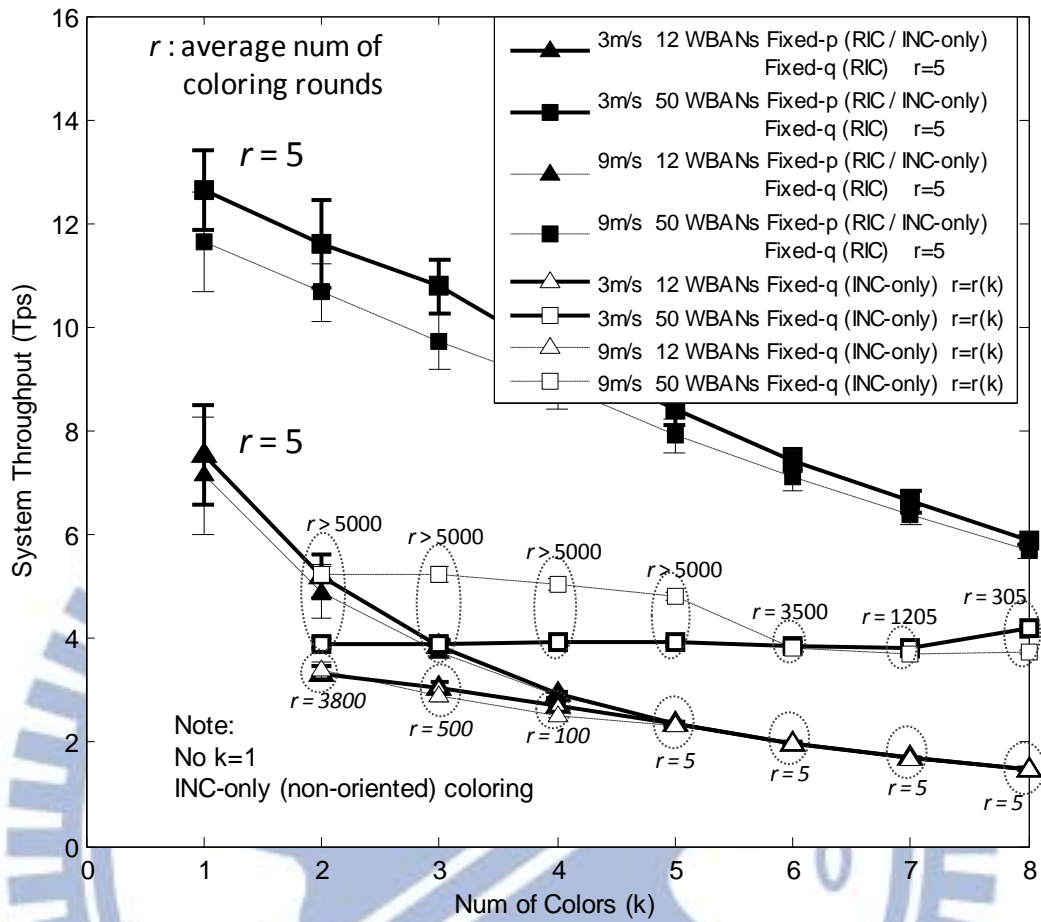 16
14
12
10
8
6
4
2
0
System Throughput (Tps)
r : average num of
coloring rounds
3m/s 12 WBANs Fixed-p (RIC / INC-only)
Fixed-q (RIC) r=5
3m/s 50 WBANs Fixed-p (RIC / INC-only)
Fixed-q (RIC) r=5
9m/s 12 WBANs Fixed-p (RIC / INC-only)
Fixed-q (RIC) r=5
9m/s 50 WBANs Fixed-p (RIC / INC-only)
Fixed-q (RIC) r=5
3m/s 12 WBANs Fixed-q (INC-only) r=r(k)
3m/s 50 WBANs Fixed-q (INC-only) r=r(k)
9m/s 12 WBANs Fixed-q (INC-only) r=r(k)
9m/s 50 WBANs Fixed-q (INC-only) r=r(k)
r = 5
r = 5
r > 5000
r > 5000
r > 5000
r > 5000
r = 3500
r = 1205
r = 305
r = 3800
r = 500
r = 100
r = 5
r = 5
r = 5
r = 5
Note:
No k=1
INC-only (non-oriented) coloring
0 1 2 3 4 5 6 7 8
Num of Colors (k)